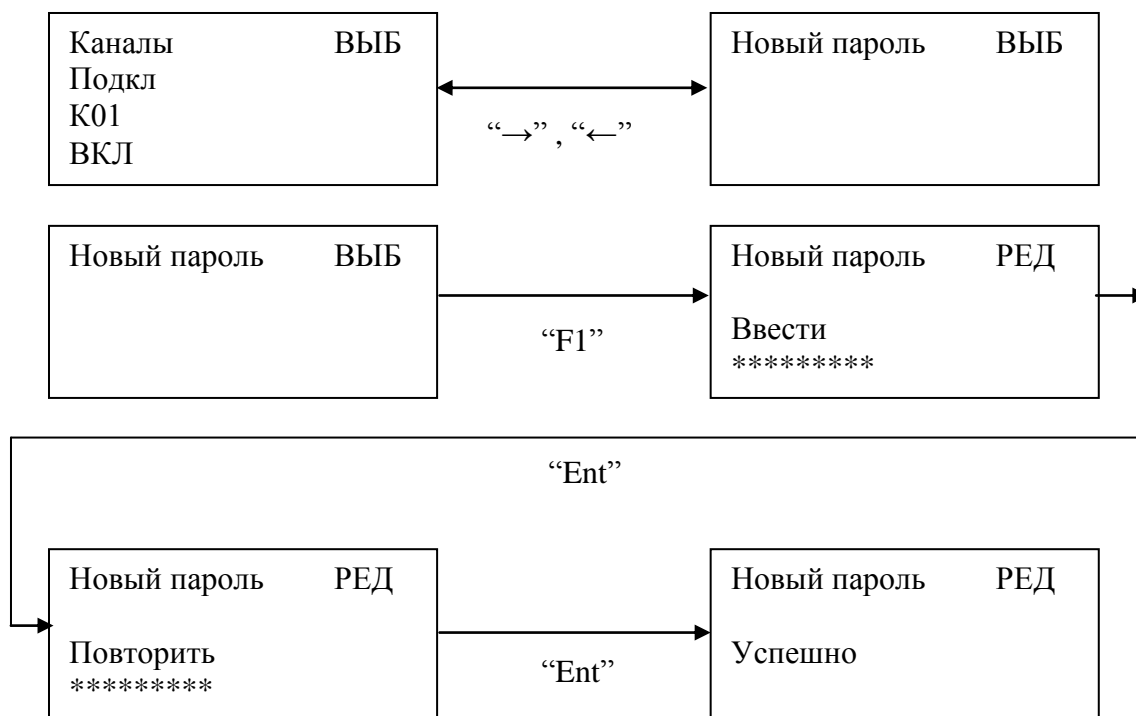 Каналы ВЫБ
Подкл
К01
ВКЛ
“→” , “←”
Новый пароль ВЫБ
Новый пароль ВЫБ
“F1”
Новый пароль РЕД
Ввести
*********
“Ent”
Новый пароль РЕД
Повторить
*********
“Ent”
Новый пароль РЕД
Успешно